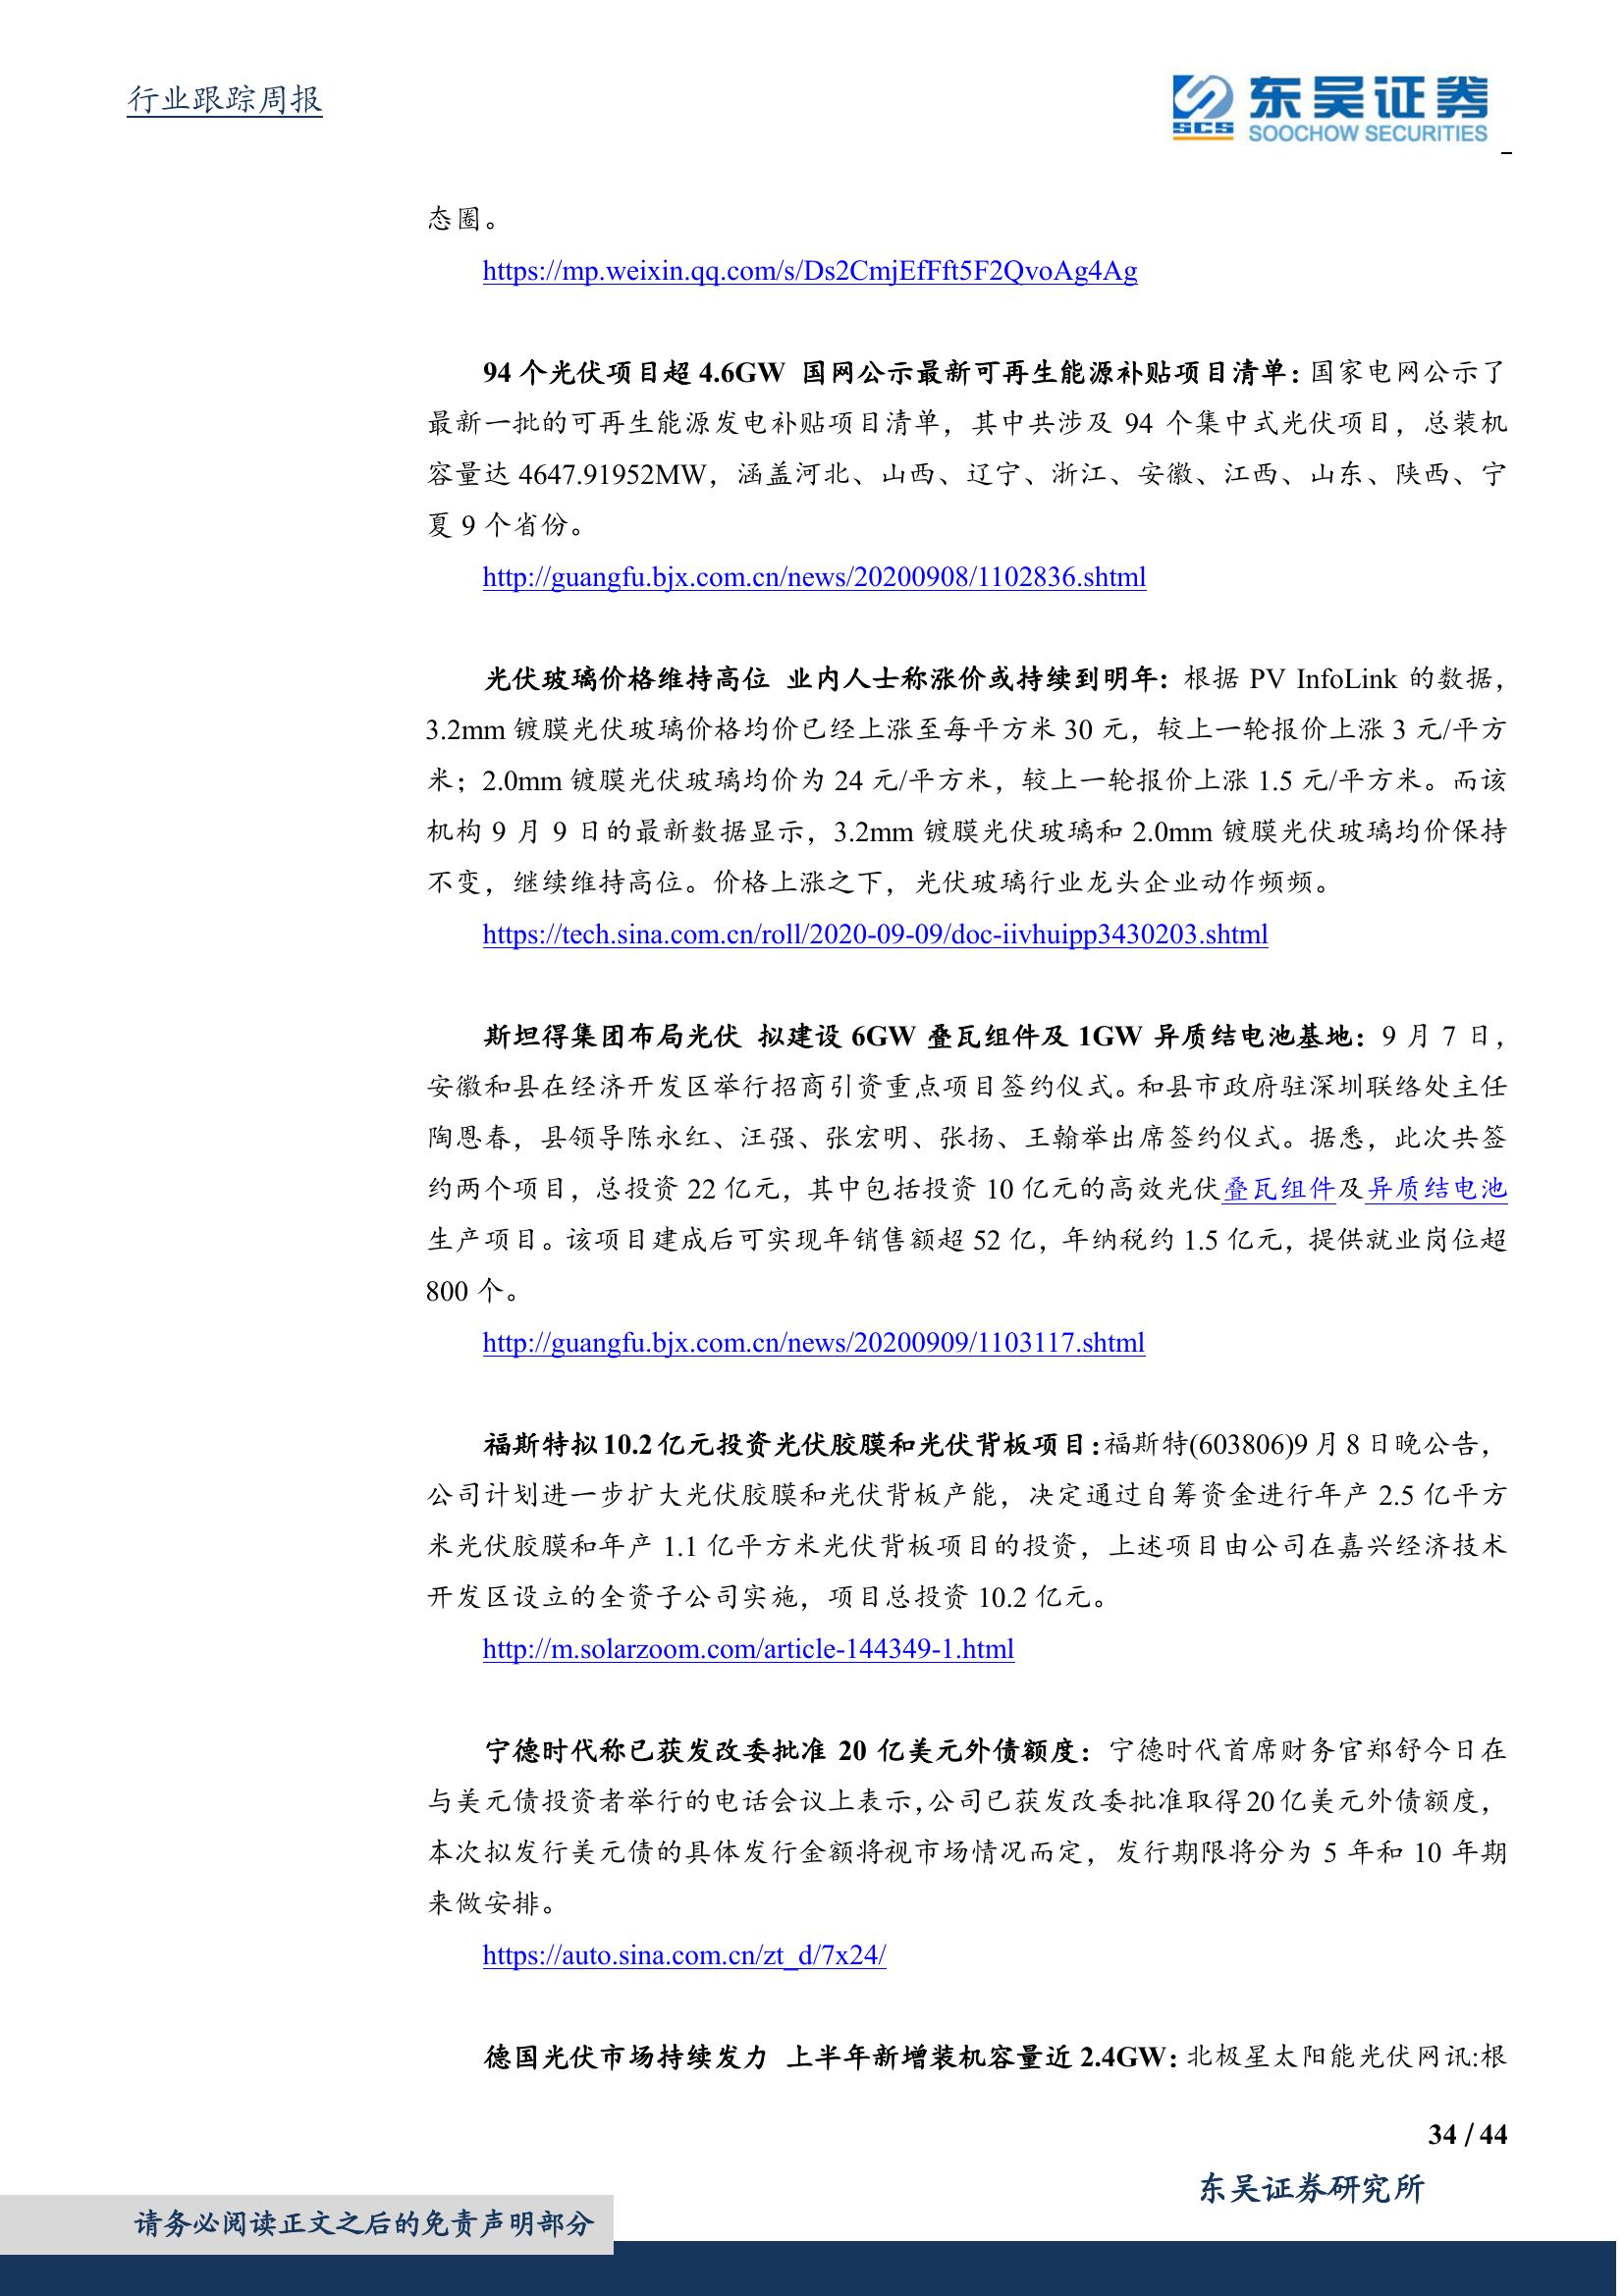 行业跟踪周报
SCS
东吴证券
SOOCHOW SECURITIES
态圈。
https://mp.weixin.qq.com/s/Ds2CmjEfFft5F2QvoAg4Ag
94 个光伏项目超 4.6GW 国网公示最新可再生能源补贴项目清单：国家电网公示了
最新一批的可再生能源发电补贴项目清单，其中共涉及 94 个集中式光伏项目，总装机
容量达 4647.91952MW，涵盖河北、山西、辽宁、浙江、安徽、江西、山东、陕西、宁
夏 9 个省份。
http://guangfu.bjx.com.cn/news/20200908/1102836.shtml
光伏玻璃价格维持高位 业内人士称涨价或持续到明年：根据 PV InfoLink 的数据，
3.2mm 镀膜光伏玻璃价格均价已经上涨至每平方米 30 元，较上一轮报价上涨 3 元/平方
米；2.0mm 镀膜光伏玻璃均价为 24 元/平方米，较上一轮报价上涨 1.5 元/平方米。而该
机构 9 月 9 日的最新数据显示，3.2mm 镀膜光伏玻璃和 2.0mm 镀膜光伏玻璃均价保持
不变，继续维持高位。价格上涨之下，光伏玻璃行业龙头企业动作频频。
https://tech.sina.com.cn/roll/2020-09-09/doc-iivhuipp3430203.shtml
斯坦得集团布局光伏 拟建设 6GW 叠瓦组件及 1GW 异质结电池基地：9 月 7 日，
安徽和县在经济开发区举行招商引资重点项目签约仪式。和县市政府驻深圳联络处主任
陶恩春，县领导陈永红、汪强、张宏明、张扬、王翰举出席签约仪式。据悉，此次共签
约两个项目，总投资 22 亿元，其中包括投资 10 亿元的高效光伏叠瓦组件及异质结电池
生产项目。该项目建成后可实现年销售额超 52 亿，年纳税约 1.5 亿元，提供就业岗位超
800 个。
http://guangfu.bjx.com.cn/news/20200909/1103117.shtml
福斯特拟 10.2 亿元投资光伏胶膜和光伏背板项目：福斯特(603806)9 月 8 日晚公告，
公司计划进一步扩大光伏胶膜和光伏背板产能，决定通过自筹资金进行年产 2.5 亿平方
米光伏胶膜和年产 1.1 亿平方米光伏背板项目的投资，上述项目由公司在嘉兴经济技术
开发区设立的全资子公司实施，项目总投资 10.2 亿元。
http://m.solarzoom.com/article-144349-1.html
宁德时代称已获发改委批准 20 亿美元外债额度：宁德时代首席财务官郑舒今日在
与美元债投资者举行的电话会议上表示，公司已获发改委批准取得 20 亿美元外债额度，
本次拟发行美元债的具体发行金额将视市场情况而定，发行期限将分为 5 年和 10 年期
来做安排。
https://auto.sina.com.cn/zt_d/7x24/
德国光伏市场持续发力 上半年新增装机容量近 2.4GW：北极星太阳能光伏网讯:根
34 / 44
东吴证券研究所
请务必阅读正文之后的免责声明部分